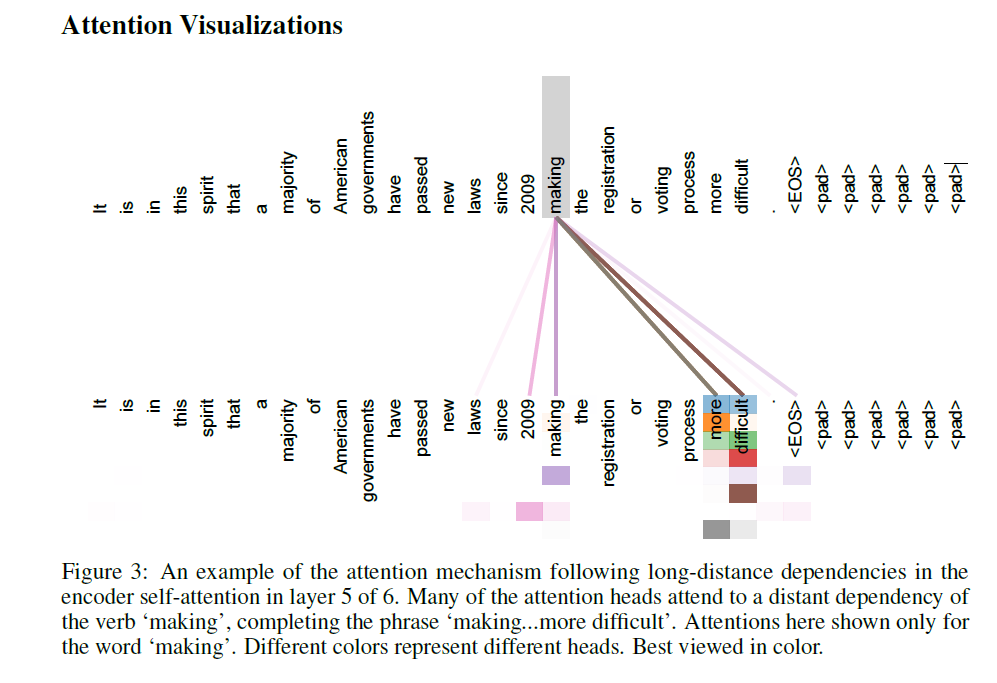 Attention Visualizations
It is in this spirit that a majority of American governments have passed new laws since 2009 making the registration or voting process more difficult . <EOS> <pad> <pad> <pad> <pad> <pad> <pad>
It is in this spirit that a majority of American governments have passed new laws since 2009 making the registration or voting process more difficult . <EOS> <pad> <pad> <pad> <pad> <pad> <pad>
Figure 3: An example of the attention mechanism following long-distance dependencies in the
encoder self-attention in layer 5 of 6. Many of the attention heads attend to a distant dependency of
the verb ‘making’, completing the phrase ‘making...more difficult’. Attentions here shown only for
the word ‘making’. Different colors represent different heads. Best viewed in color.